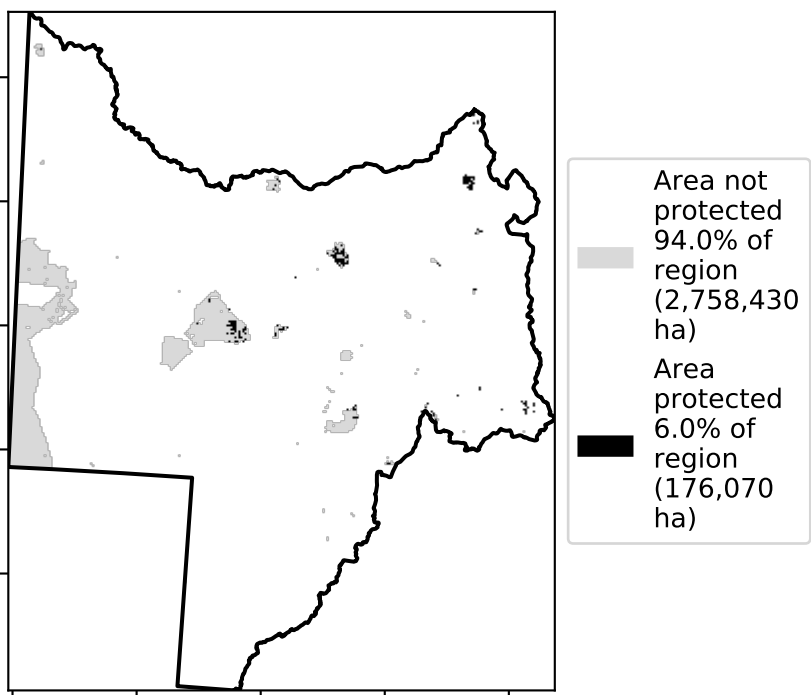 Area not
protected
94.0% of
region
(2,758,430
ha)
Area
protected
6.0% of
region
(176,070
ha)